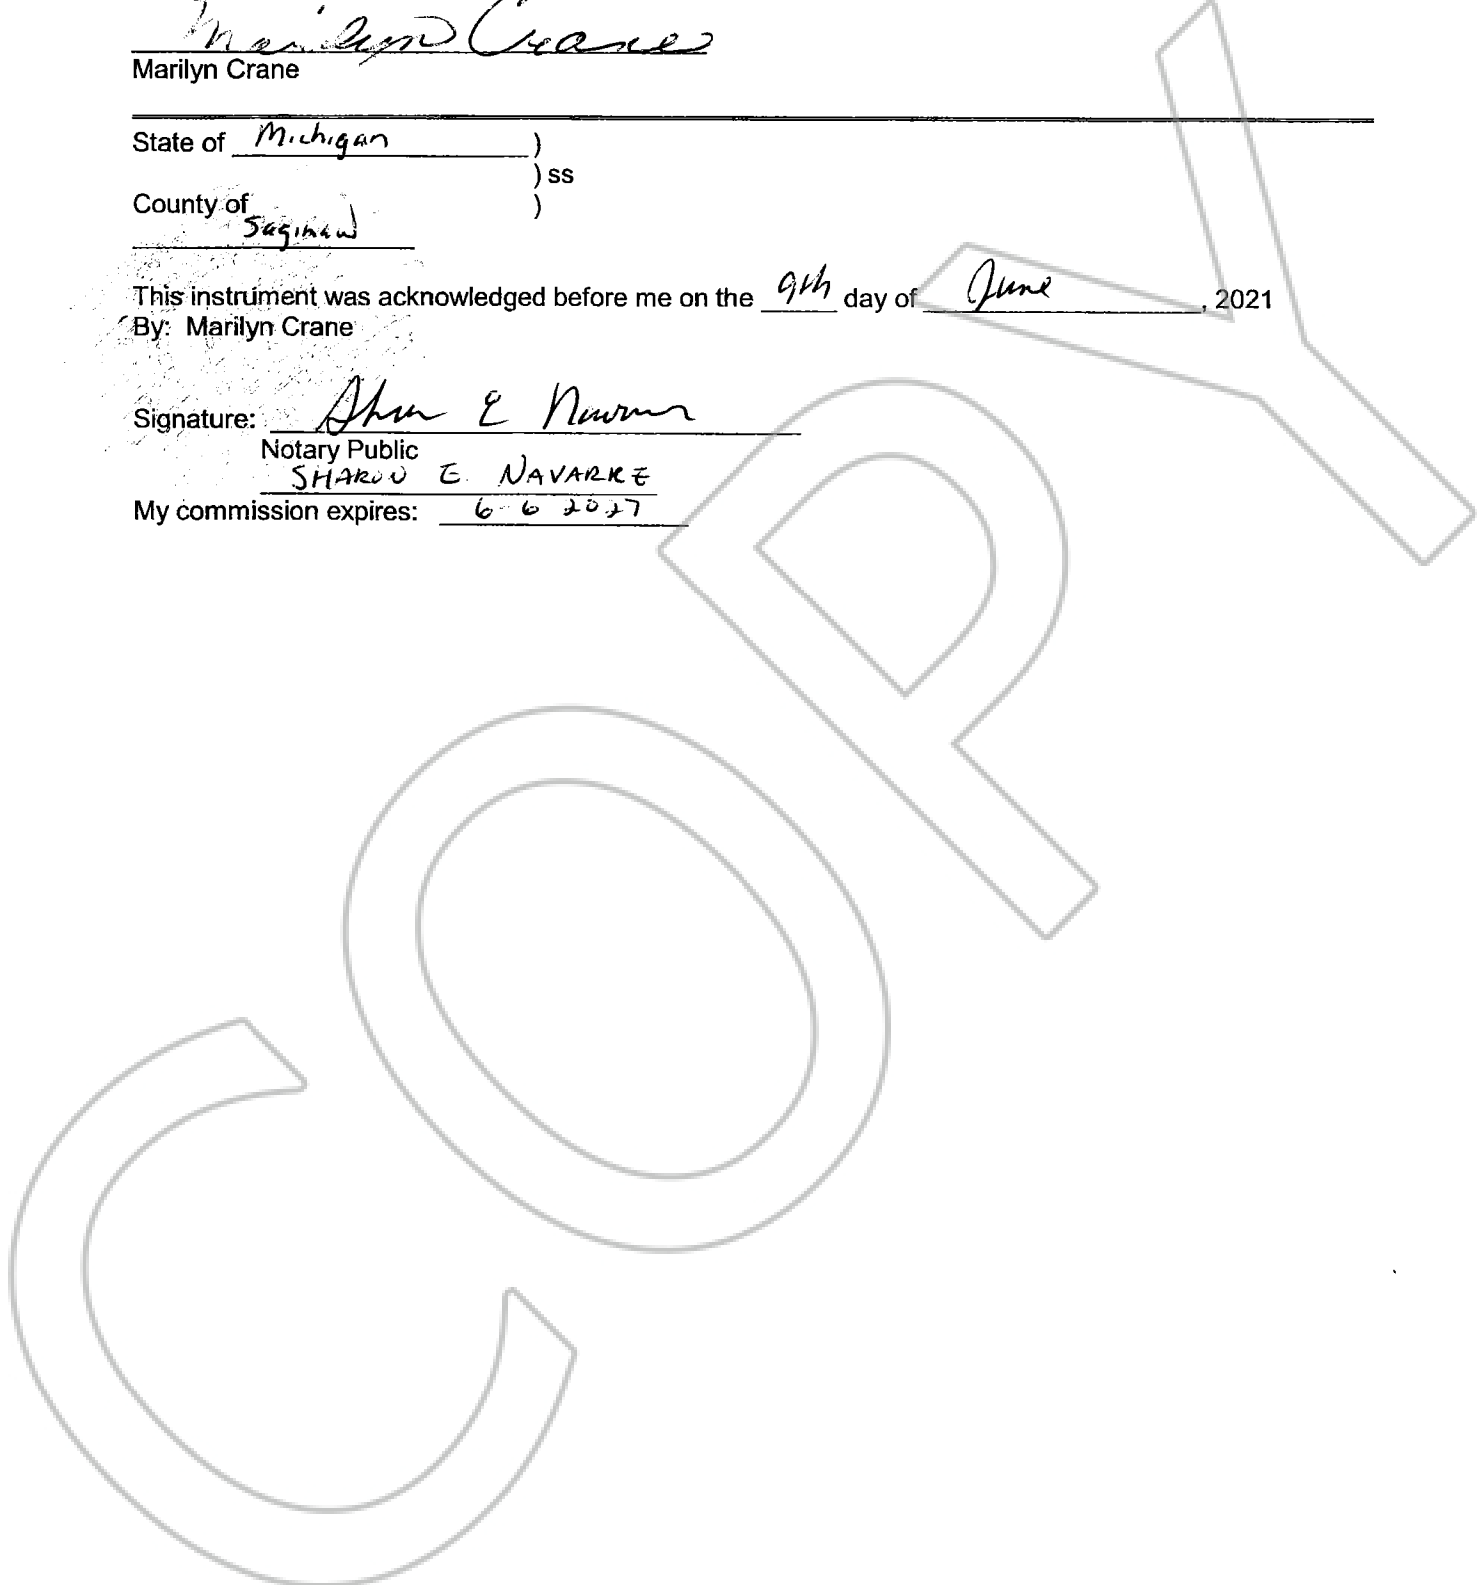 Marilyn Crane
Marilyn Crane
State of Michigan )
) ss
County of )
Saginaw
This instrument was acknowledged before me on the 9th day of June, 2021
By: Marilyn Crane
Signature: Sharon E Navarre
Notary Public
SHARON E. NAVARRE
My commission expires: 6-6 2027
COPY